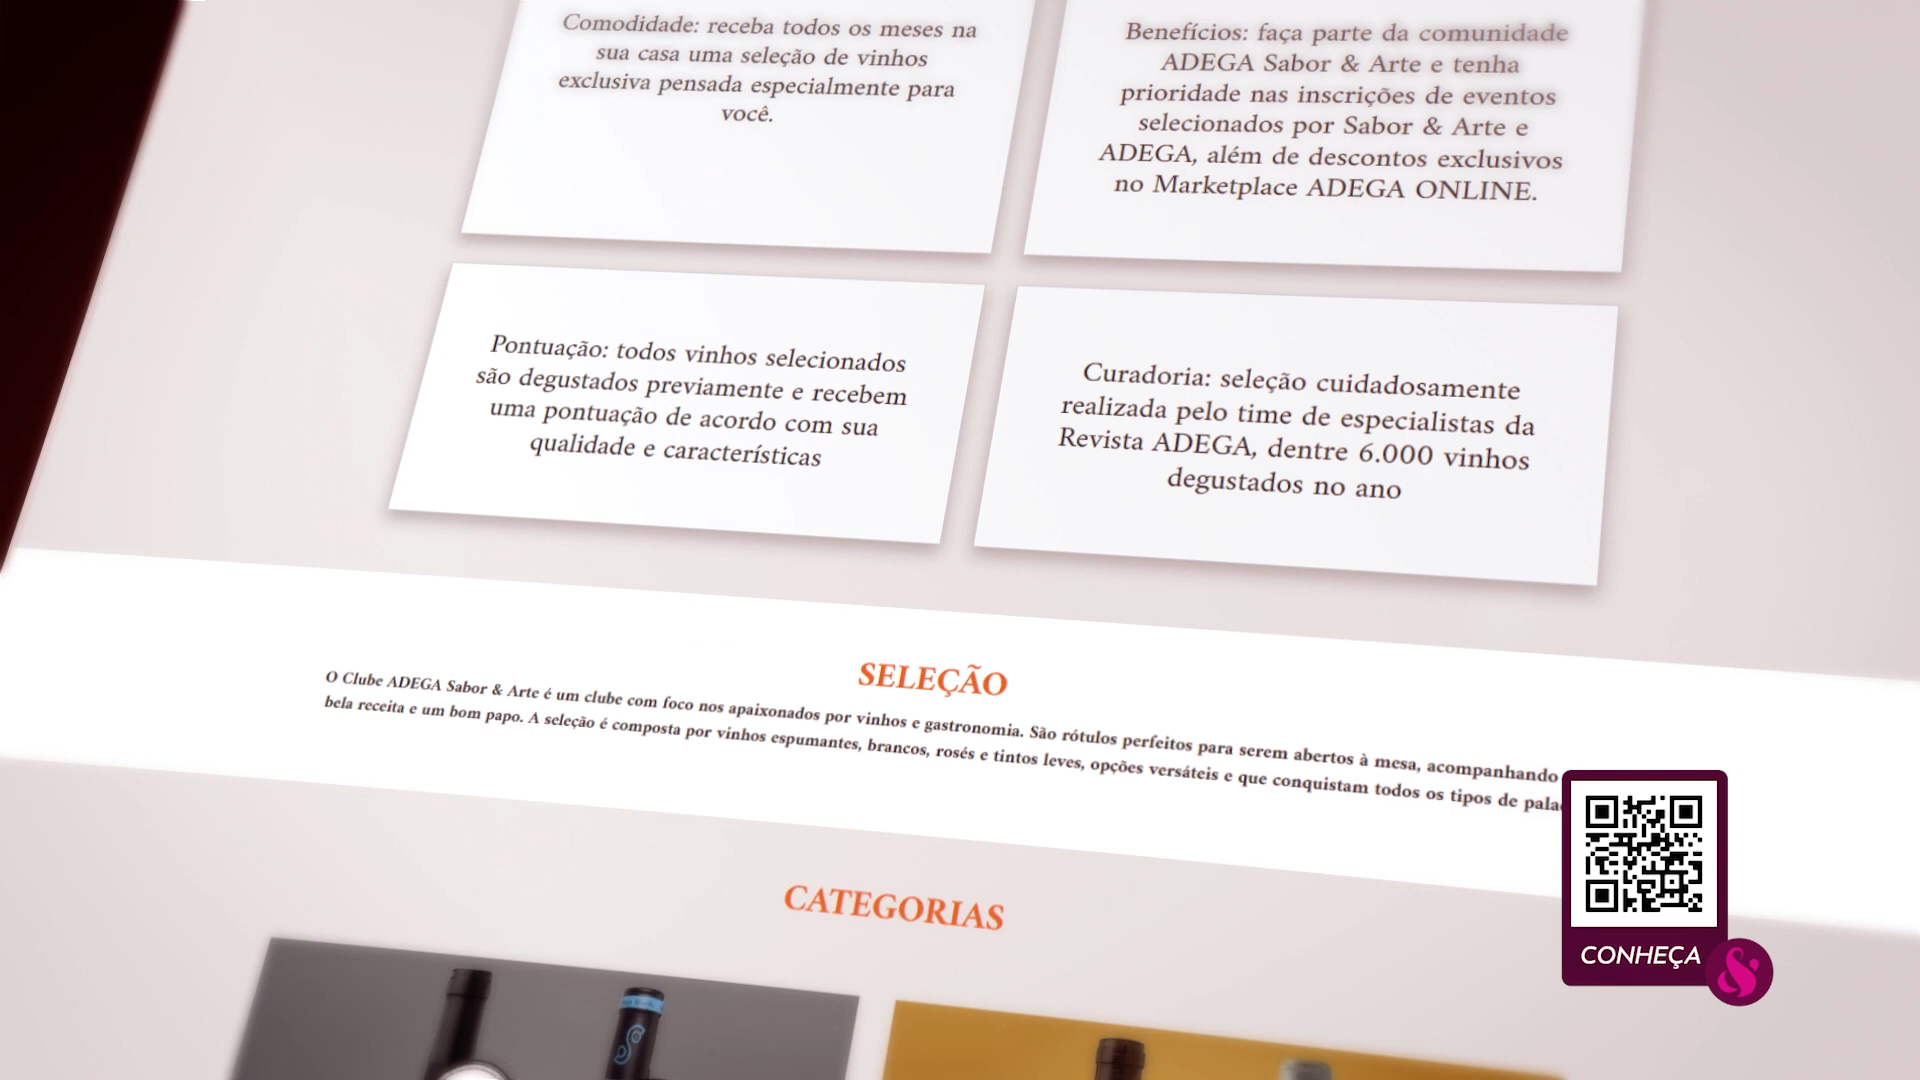 Comodidade: receba todos os meses na
sua casa uma seleção de vinhos
exclusiva pensada especialmente para
você.
Benefícios: faça parte da comunidade
ADEGA Sabor & Arte e tenha
prioridade nas inscrições de eventos
selecionados por Sabor & Arte e
ADEGA, além de descontos exclusivos
no Marketplace ADEGA ONLINE.
Pontuação: todos vinhos selecionados
são degustados previamente e recebem
uma pontuação de acordo com sua
qualidade e características
Curadoria: seleção cuidadosamente
realizada pelo time de especialistas da
Revista ADEGA, dentre 6.000 vinhos
degustados no ano
SELEÇÃO
O Clube ADEGA Sabor & Arte é um clube com foco nos apaixonados por vinhos e gastronomia. São rótulos perfeitos para serem abertos à mesa, acompanhando
bela receita e um bom papo. A seleção é composta por vinhos espumantes, brancos, rosés e tintos leves, opções versáteis e que conquistam todos os tipos de
CATEGORIAS
CONHEÇA